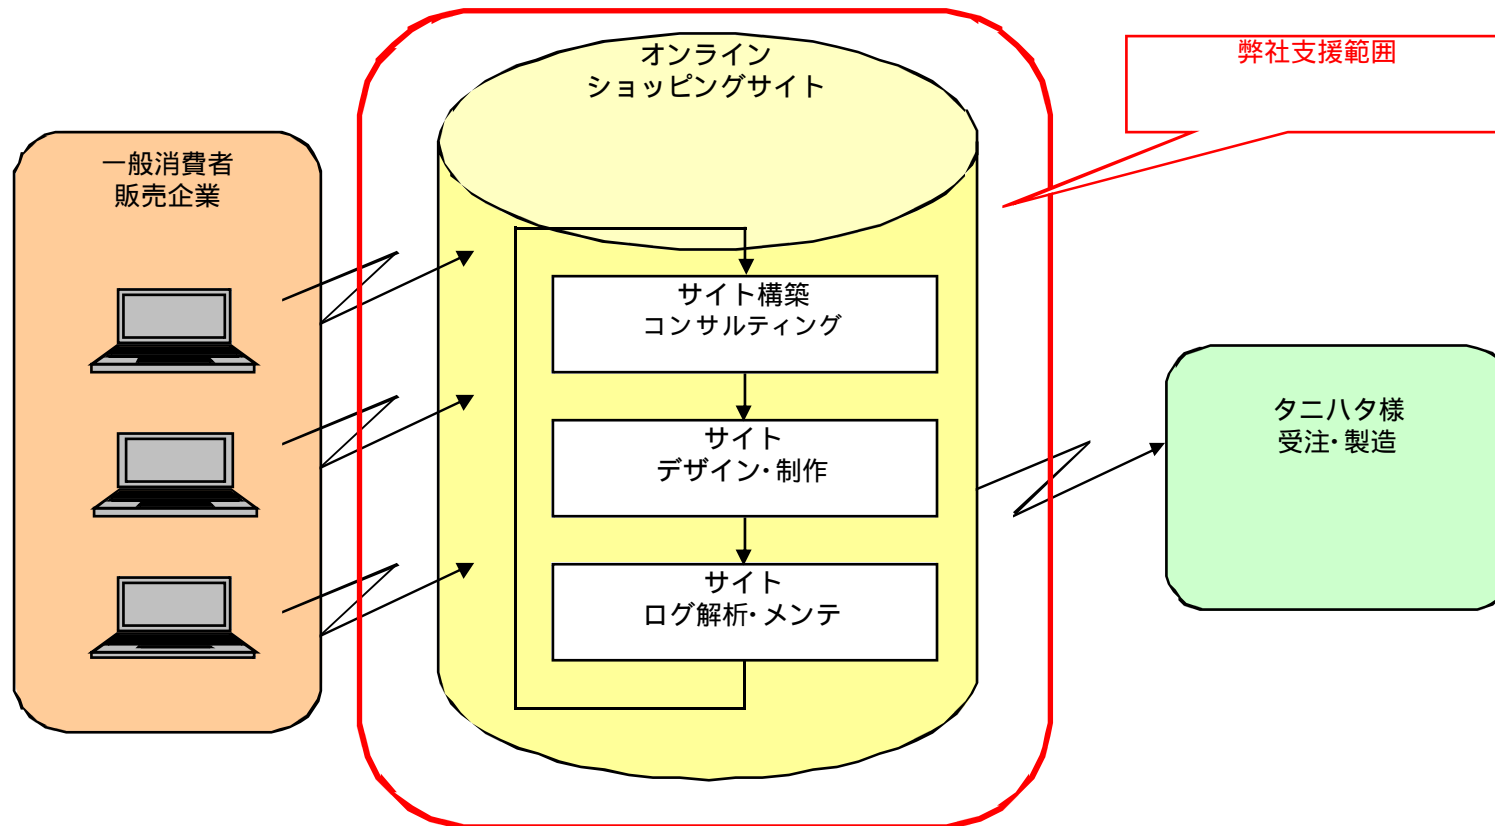 オンライン
ショッピングサイト
弊社支援範囲
一般消費者
販売企業
サイト構築
コンサルティング
サイト
デザイン・制作
サイト
ログ解析・メンテ
タニハタ様
受注・製造